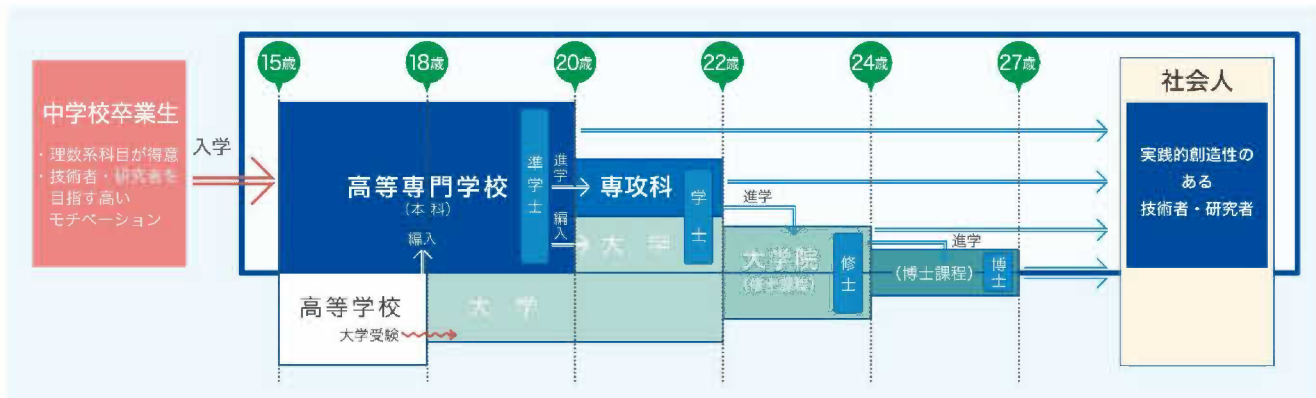 15歳
18歳
20歳
22歳
24歳
27歳
中学校卒業生
・理数系科目が得意
・技術者・
目指す高い
モチベーション
入学
高等専門学校
（本科）
編入
準学士
進学
編入
専攻科
学士
大学
進学
大学院
修士
進学
（博士課程）
博士
高等学校
大学受験
大学
社会人
実践的創造性の
ある
技術者・研究者